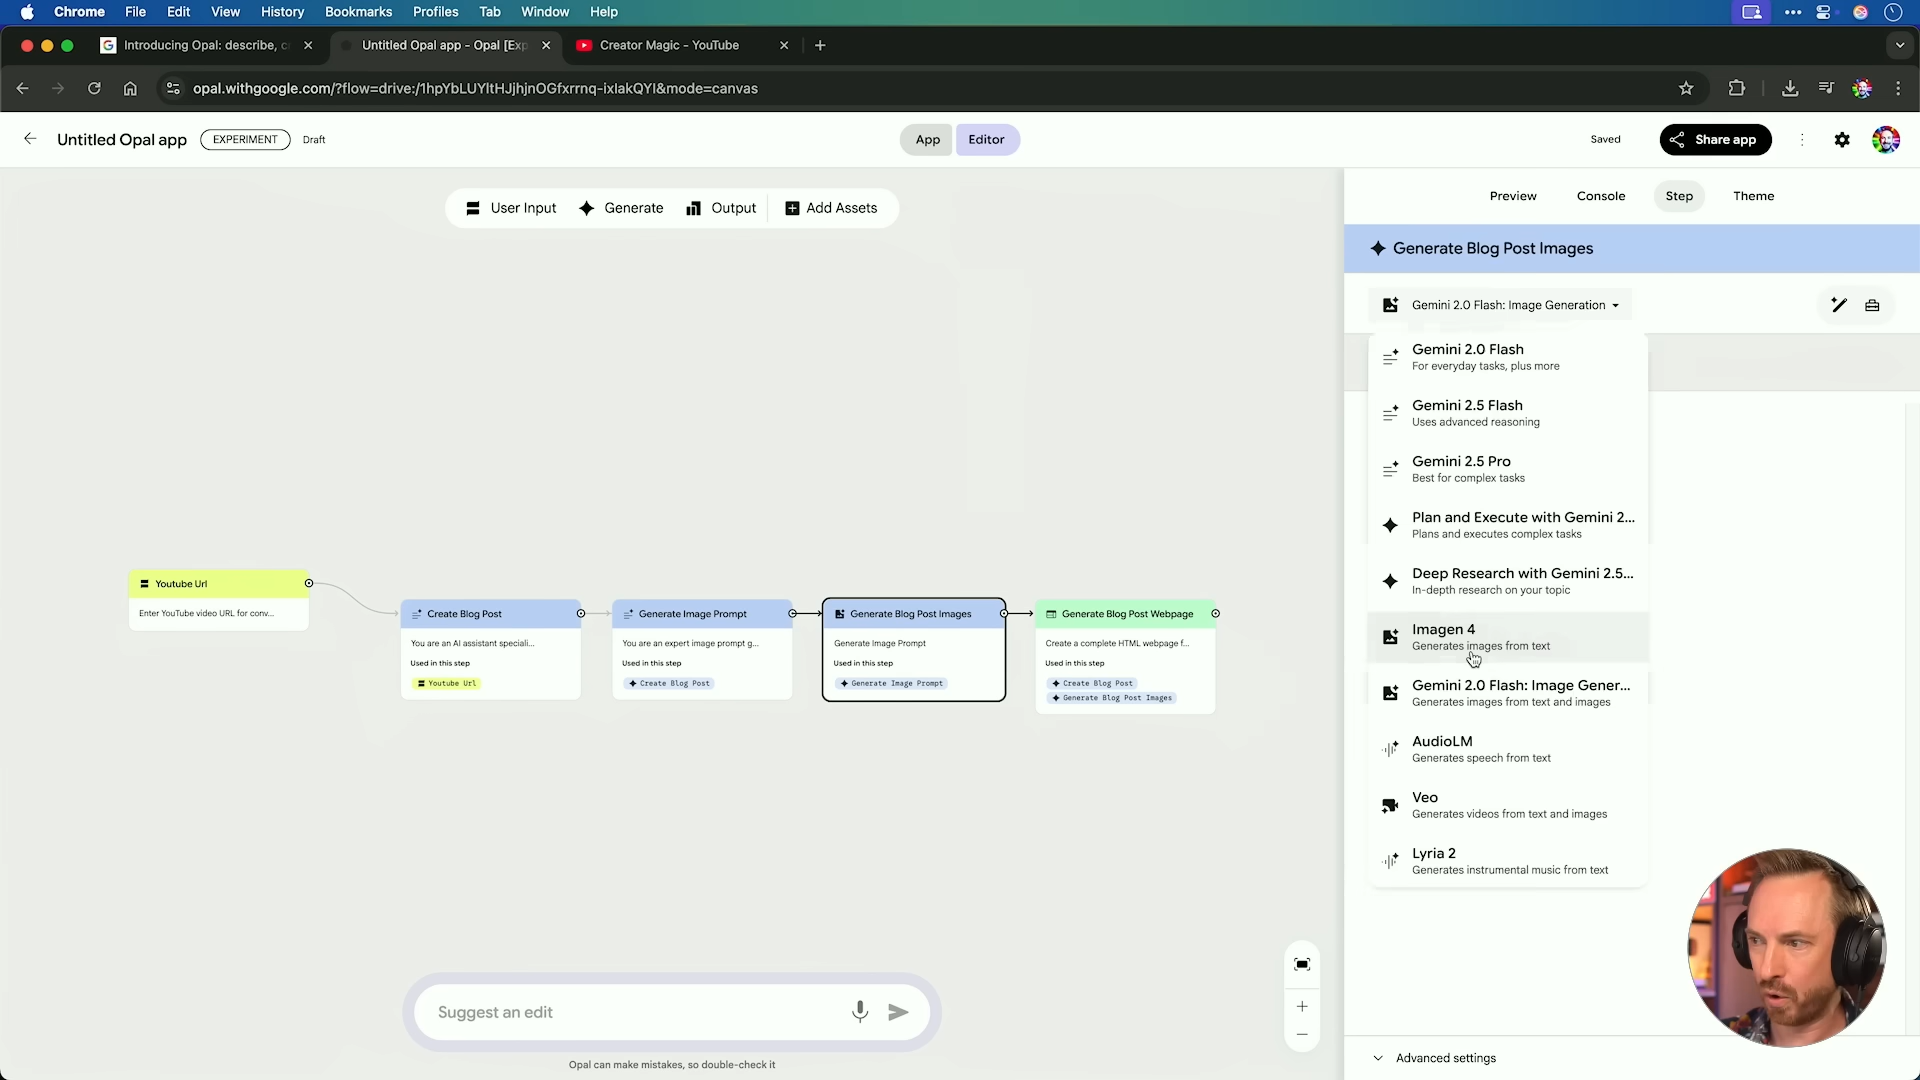 Chrome File Edit View History Bookmarks Profiles Tab Window Help
Introducing Opal: describe, c
Untitled Opal app - Opal [Exp
Creator Magic - YouTube
opal.withgoogle.com/?flow=drive:/1hpYbLUYltHJjhjnOGfxrrnq-ixlakQYI&mode=canvas
Untitled Opal app
EXPERIMENT
Draft
App
Editor
Saved
Share app
User Input
Generate
Output
Add Assets
Preview
Console
Step
Theme
Generate Blog Post Images
Gemini 2.0 Flash: Image Generation
Gemini 2.0 Flash
For everyday tasks, plus more
Gemini 2.5 Flash
Uses advanced reasoning
Gemini 2.5 Pro
Best for complex tasks
Plan and Execute with Gemini 2...
Plans and executes complex tasks
Deep Research with Gemini 2.5...
In-depth research on your topic
Imagen 4
Generates images from text
Gemini 2.0 Flash: Image Gener...
Generates images from text and images
AudioLM
Generates speech from text
Veo
Generates videos from text and images
Lyria 2
Generates instrumental music from text
Advanced settings
Youtube Url
Enter YouTube video URL for conv...
Create Blog Post
You are an AI assistant speciali...
Used in this step
Youtube Url
Generate Image Prompt
You are an expert image prompt g...
Used in this step
Create Blog Post
Generate Blog Post Images
Generate Image Prompt
Used in this step
Generate Image Prompt
Generate Blog Post Webpage
Create a complete HTML webpage f...
Used in this step
Create Blog Post
Generate Blog Post Images
Suggest an edit
Opal can make mistakes, so double-check it